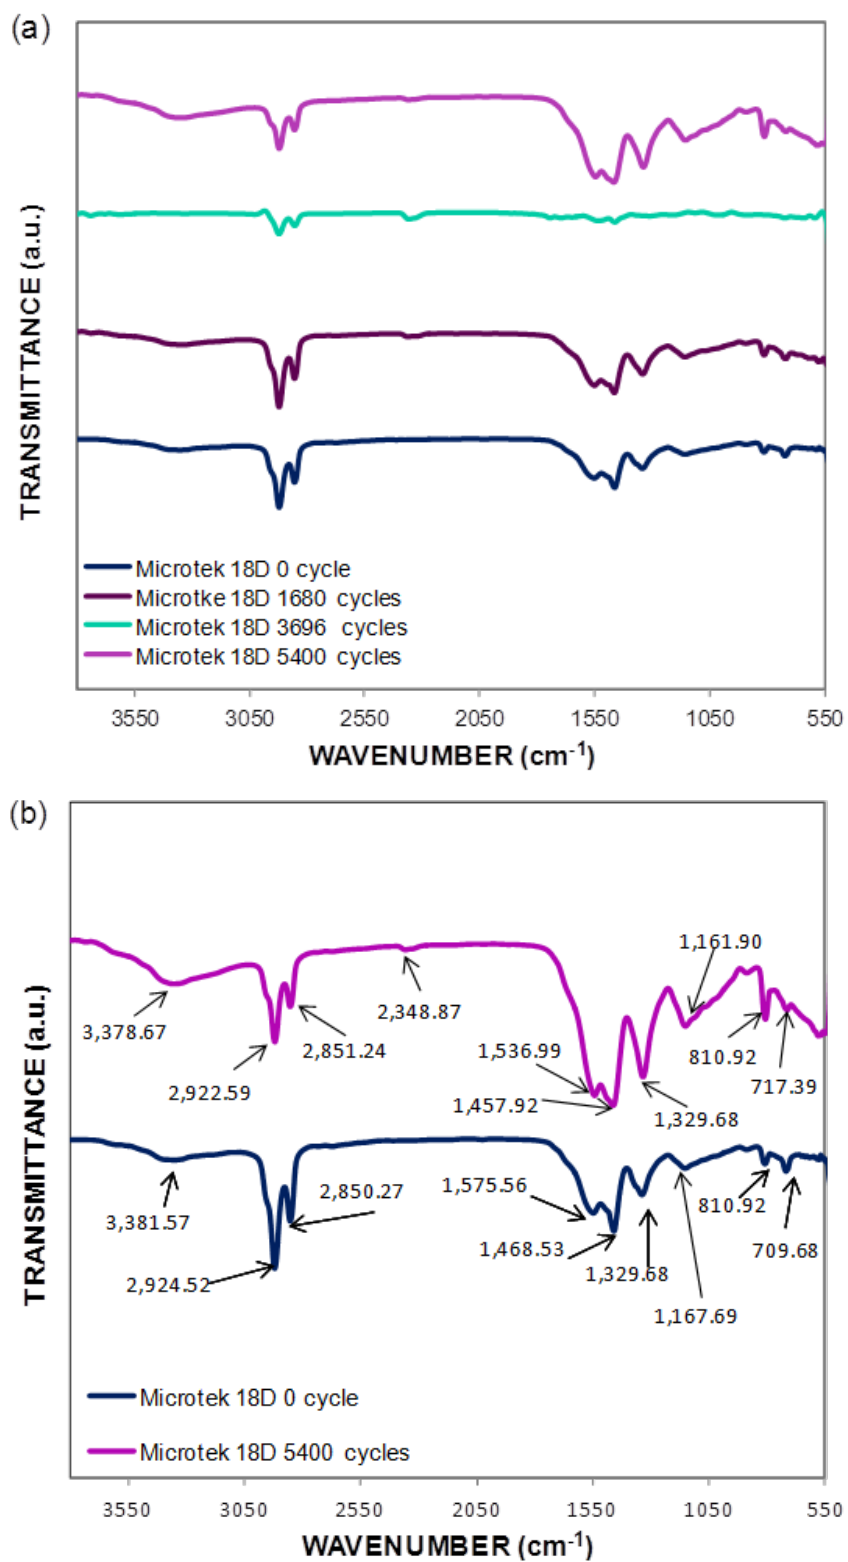 (a)
TRANSMITTANCE (a.u.)
Microtek 18D 0 cycle
Microtke 18D 1680 cycles
Microtek 18D 3696 cycles
Microtek 18D 5400 cycles
3550 3050 2550 2050 1550 1050 550
WAVENUMBER (cm-1)
(b)
TRANSMITTANCE (a.u.)
1,161.90
3,378.67
2,348.87
2,851.24
1,536.99
810.92
2,922.59
717.39
1,457.92
1,329.68
2,850.27
1,575.56
810.92
3,381.57
1,468.53
709.68
2,924.52
1,329.68
1,167.69
Microtek 18D 0 cycle
Microtek 18D 5400 cycles
3550 3050 2550 2050 1550 1050 550
WAVENUMBER (cm-1)